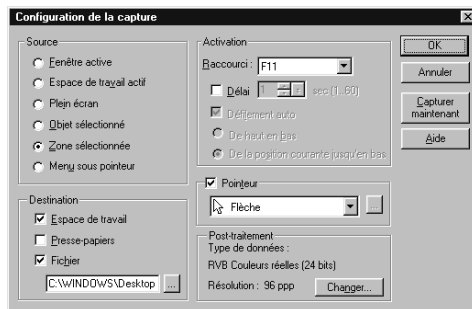 Configuration de la capture
Source
Fenêtre active
Espace de travail actif
Plein écran
Objet sélectionné
Zone sélectionnée
Menu sous pointeur
Destination
Espace de travail
Presse-papiers
Fichier
C:\WINDOWS\Desktop ...
Activation
Raccourci : F11
Délai 1 sec (1..60)
Défilement auto
De haut en bas
De la position courante jusqu'en bas
Pointeur
Flèche ...
Post-traitement
Type de données :
RVB Couleurs réelles (24 bits)
Résolution : 96 ppp Changer...
OK
Annuler
Capturer
maintenant
Aide